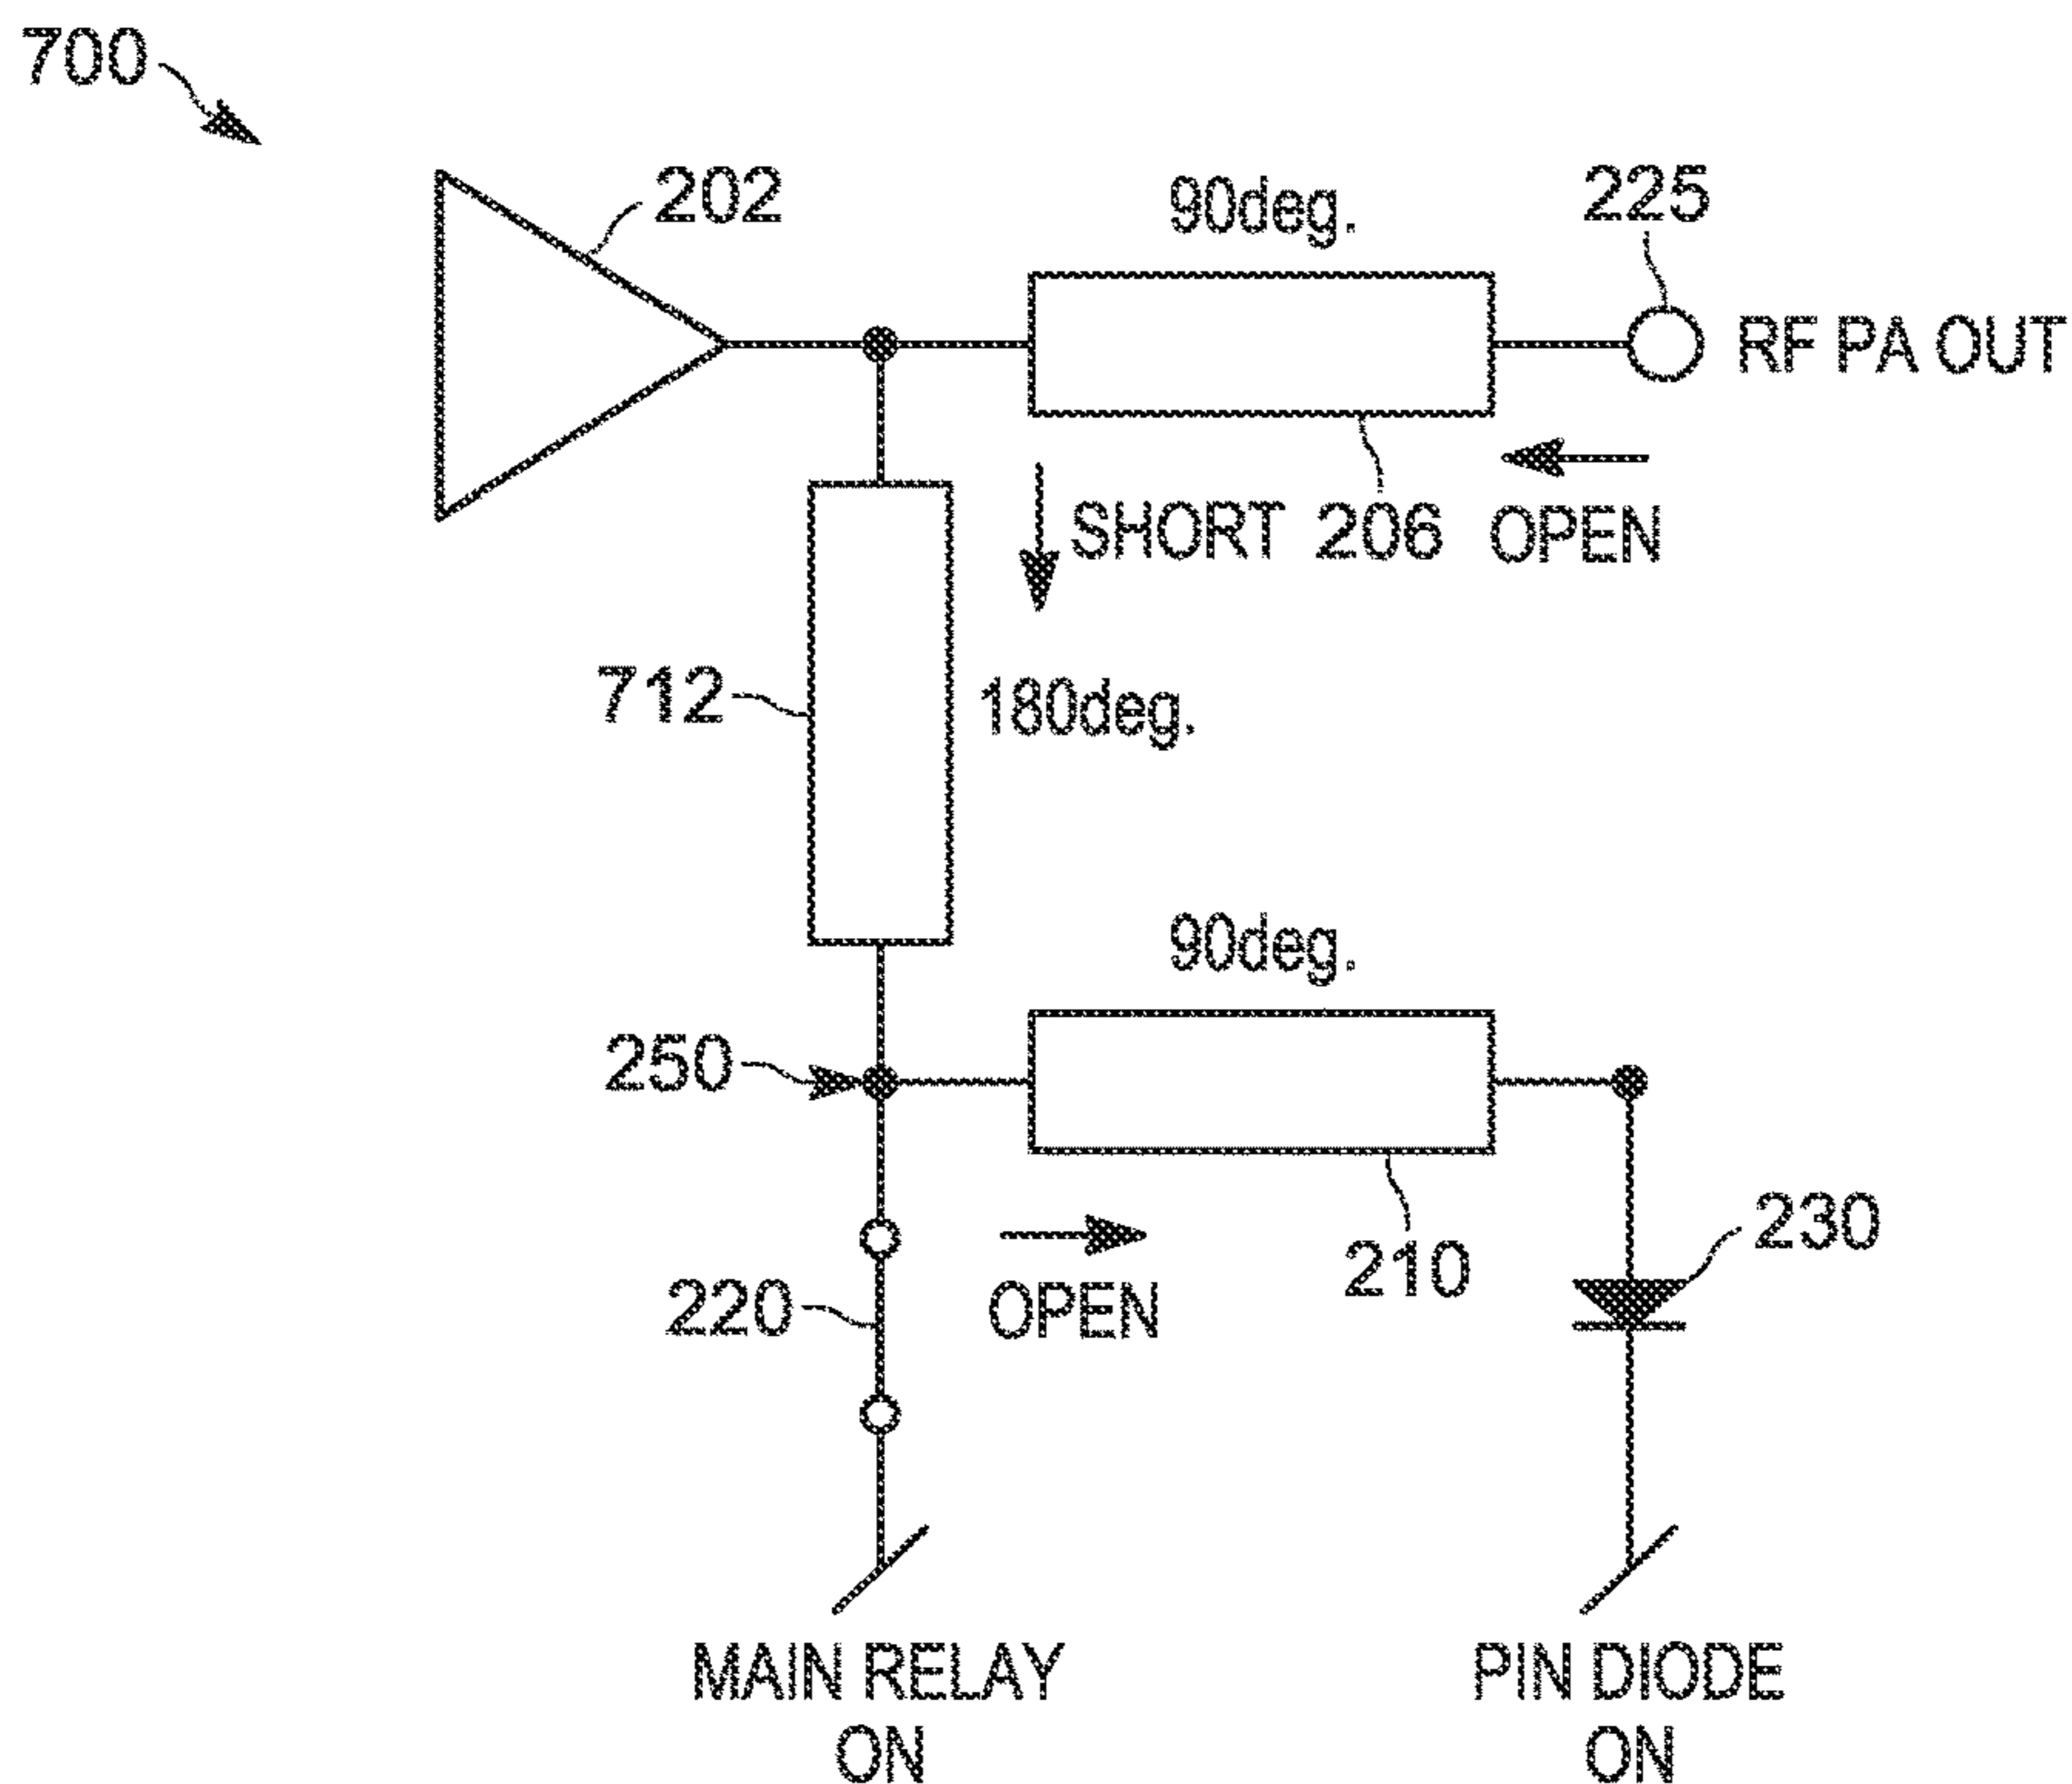 700
202
90deg.
225
RF PA OUT
SHORT
206
OPEN
712
180deg.
90deg.
250
210
230
220
OPEN
MAIN RELAY
ON
PIN DIODE
ON